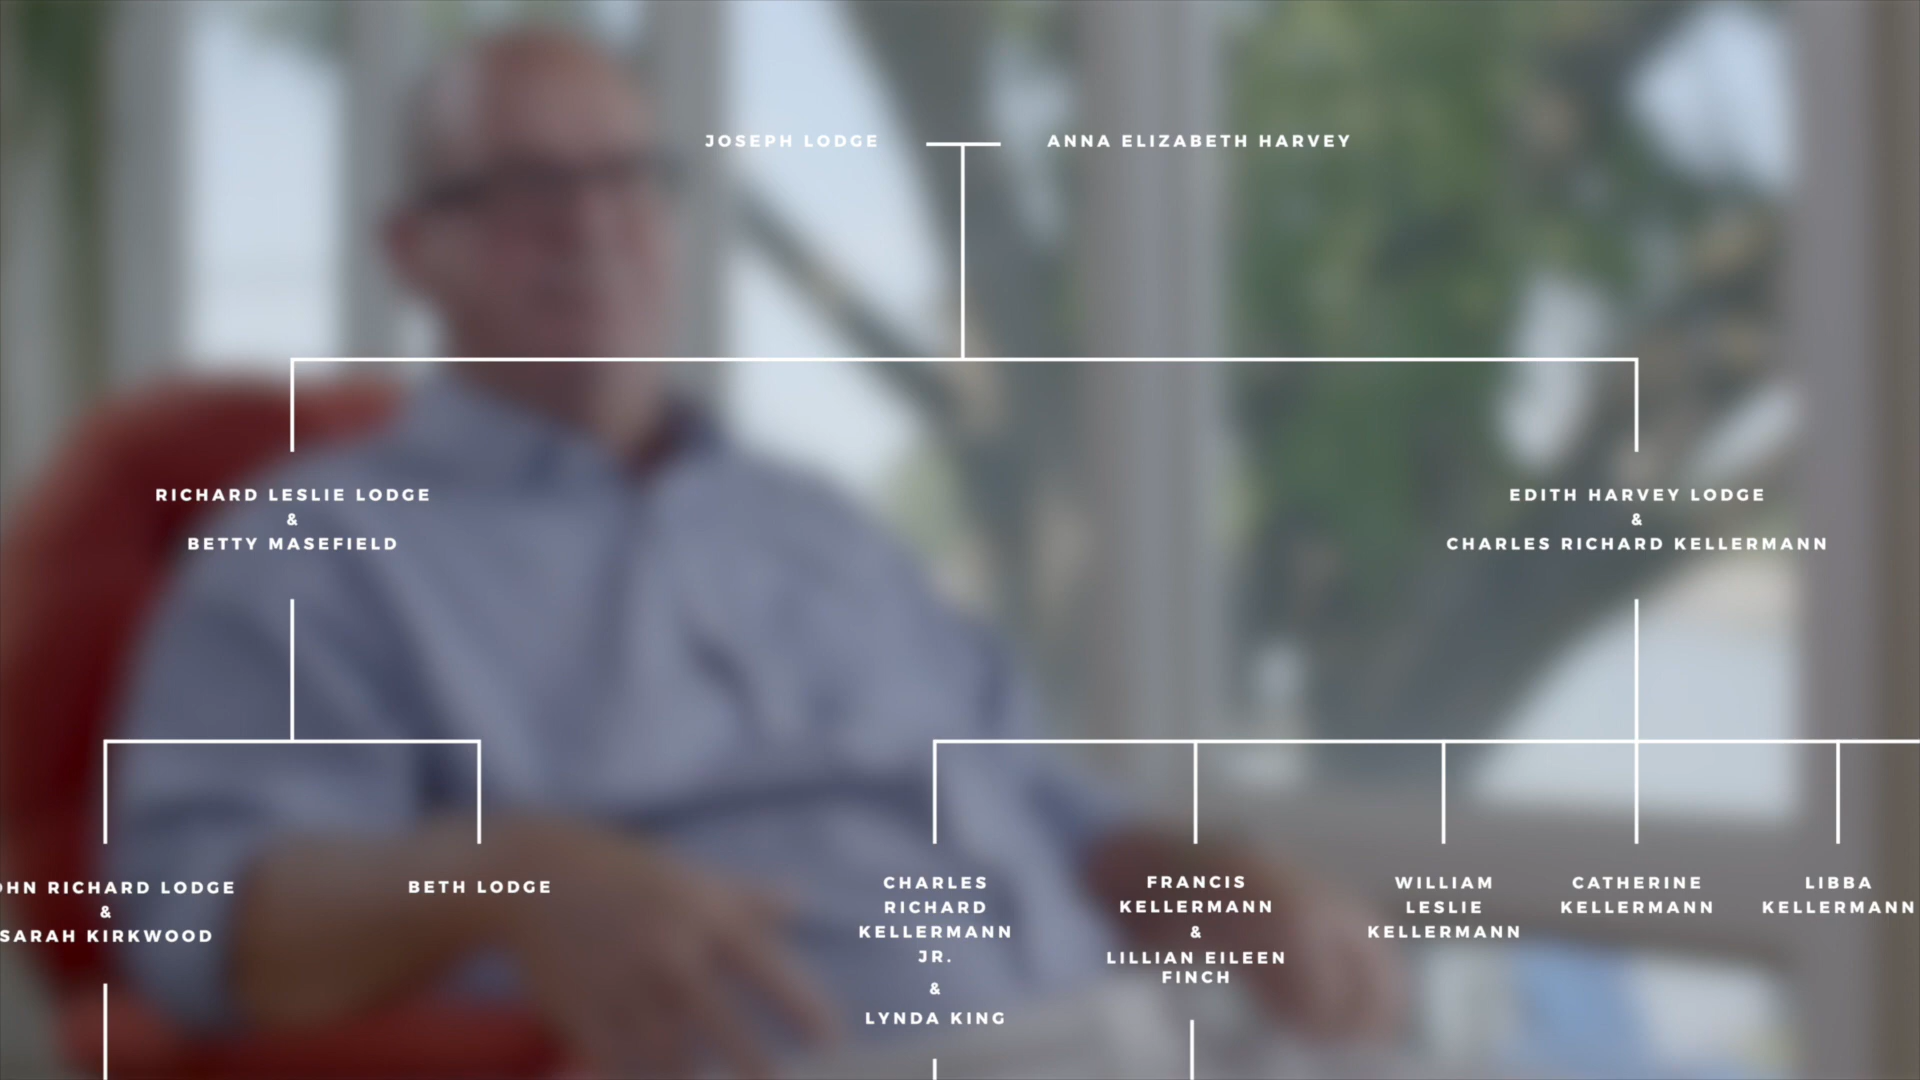 JOSEPH LODGE
ANNA ELIZABETH HARVEY
RICHARD LESLIE LODGE
&
BETTY MASEFIELD
EDITH HARVEY LODGE
&
CHARLES RICHARD KELLERMANN
RICHARD LODGE
&
SARAH KIRKWOOD
BETH LODGE
CHARLES
RICHARD
KELLERMANN
JR.
&
LYNDA KING
FRANCIS
KELLERMANN
&
LILLIAN EILEEN
FINCH
WILLIAM
LESLIE
KELLERMANN
CATHERINE
KELLERMANN
LIBBA
KELLERMANN